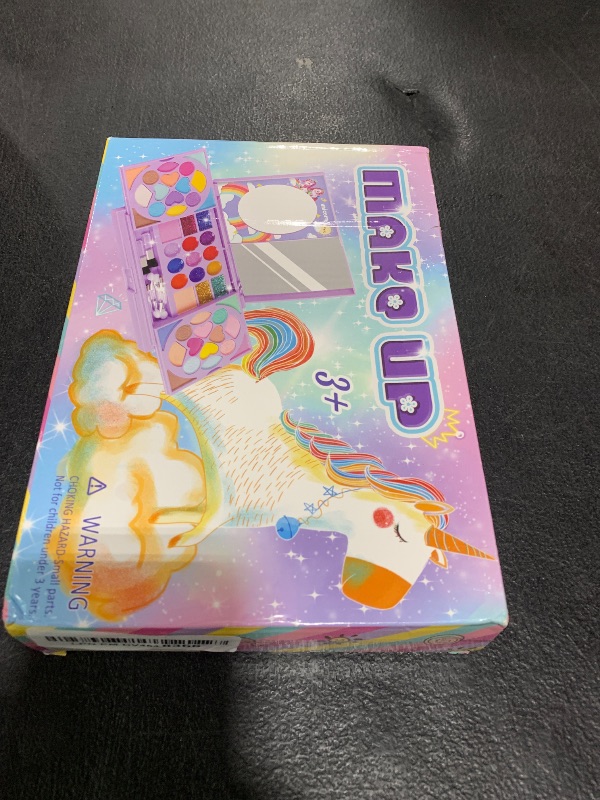 MAKe UP
3+
⚠ WARNING
CHOKING HAZARD-Small parts.
Not for children under 3 years.